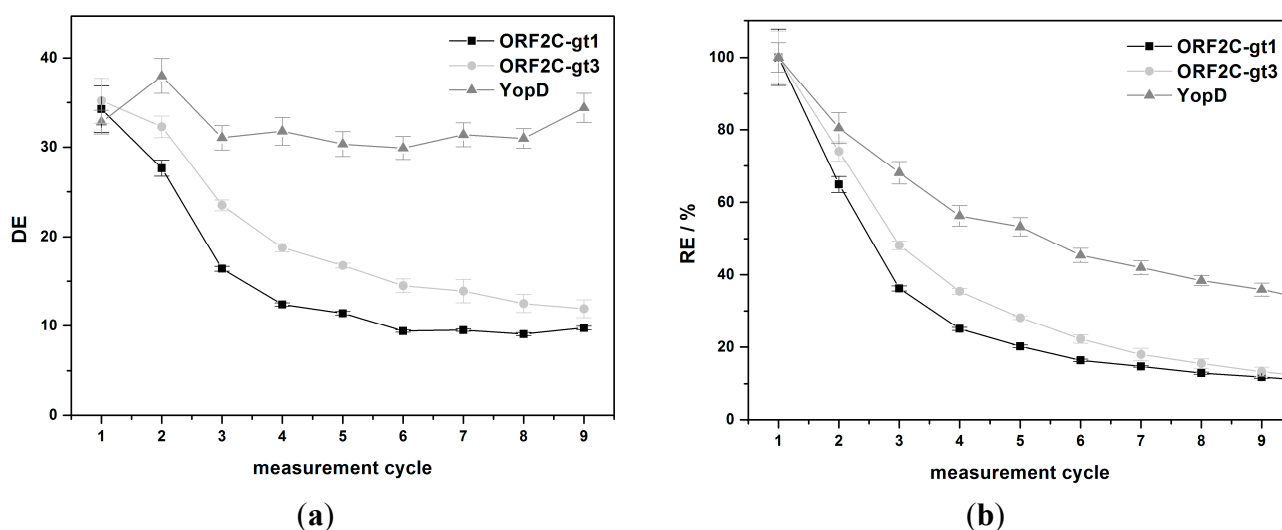 ORF2C-gt1
ORF2C-gt3
YopD
40
30
20
10
0
DE
1 2 3 4 5 6 7 8 9
measurement cycle
(a)
ORF2C-gt1
ORF2C-gt3
YopD
100
80
60
40
20
0
RE / %
1 2 3 4 5 6 7 8 9
measurement cycle
(b)